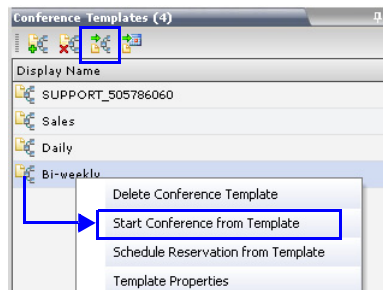 Conference Templates (4)
Display Name
SUPPORT_505786060
Sales
Daily
Bi-weekly
Delete Conference Template
Start Conference from Template
Schedule Reservation from Template
Template Properties